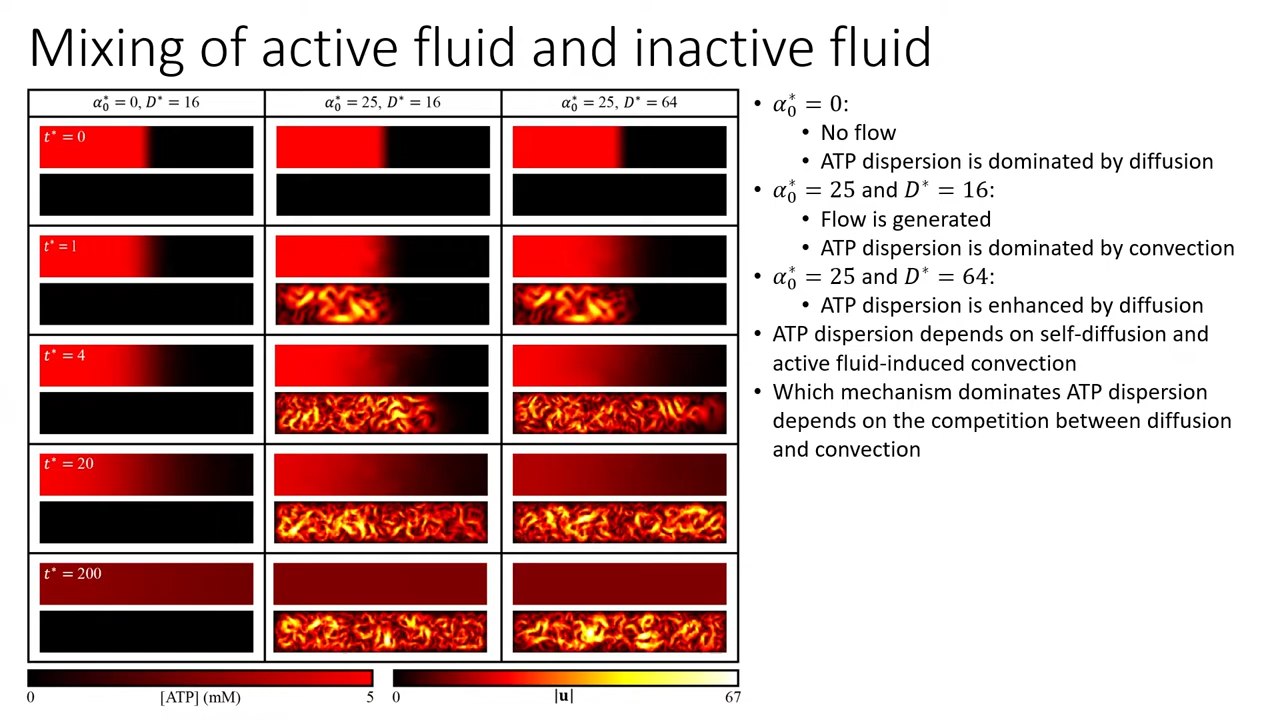 Mixing of active fluid and inactive fluid
α₀* = 0, D* = 16
α₀* = 25, D* = 16
α₀* = 25, D* = 64
t* = 0
t* = 1
t* = 4
t* = 20
t* = 200
0 [ATP] (mM) 5
0 |u| 67
• α₀* = 0:
• No flow
• ATP dispersion is dominated by diffusion
• α₀* = 25 and D* = 16:
• Flow is generated
• ATP dispersion is dominated by convection
• α₀* = 25 and D* = 64:
• ATP dispersion is enhanced by diffusion
• ATP dispersion depends on self-diffusion and
active fluid-induced convection
• Which mechanism dominates ATP dispersion
depends on the competition between diffusion
and convection